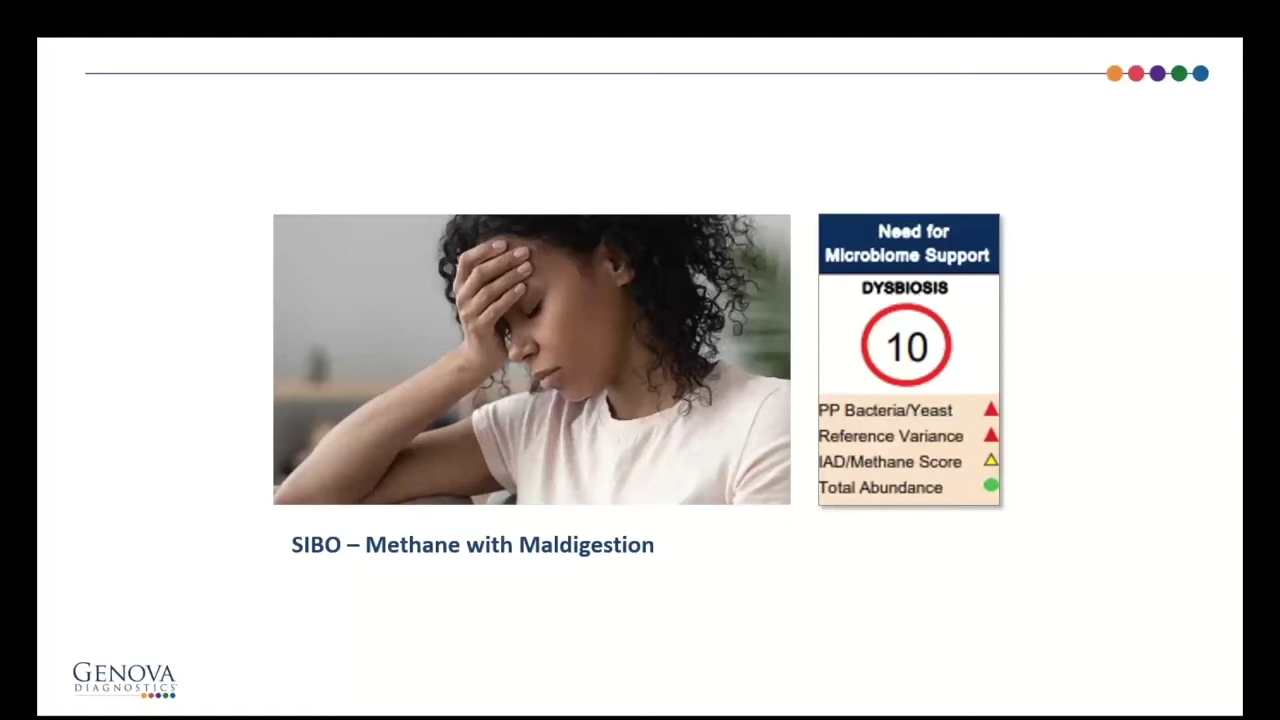 Need for
Microbiome Support
DYSBIOSIS
10
PP Bacteria/Yeast
Reference Variance
IAD/Methane Score
Total Abundance
SIBO – Methane with Maldigestion
GENOVA
DIAGNOSTICS